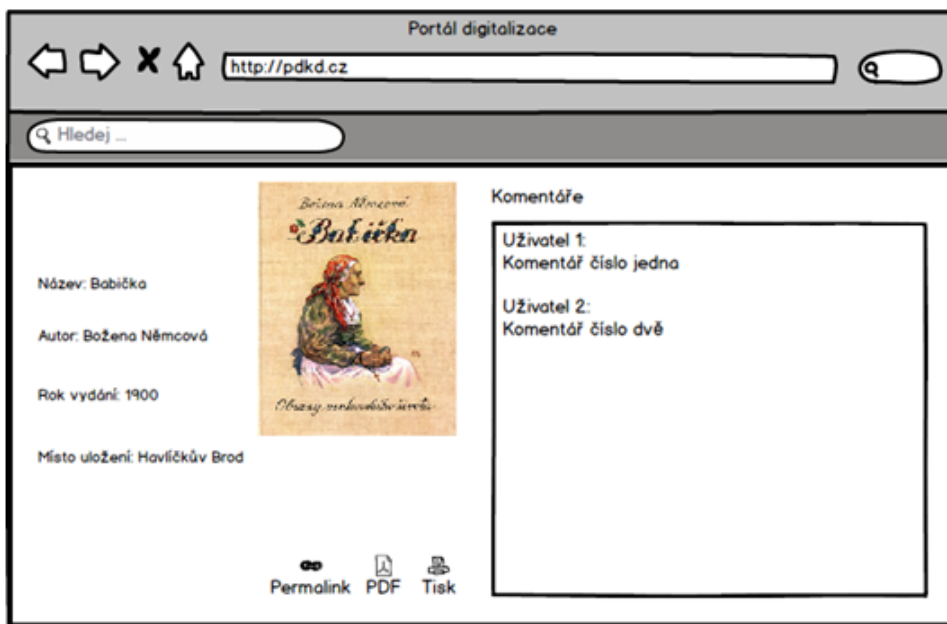 Portál digitalizace
http://pdkd.cz
Hledej ...
Název: Babička
Autor: Božena Němcová
Rok vydání: 1900
Místo uložení: Havlíčkův Brod
Božena Němcová
Babička
Obrazy venkovského života
Permalink PDF Tisk
Komentáře
Uživatel 1:
Komentář číslo jedna
Uživatel 2:
Komentář číslo dvě